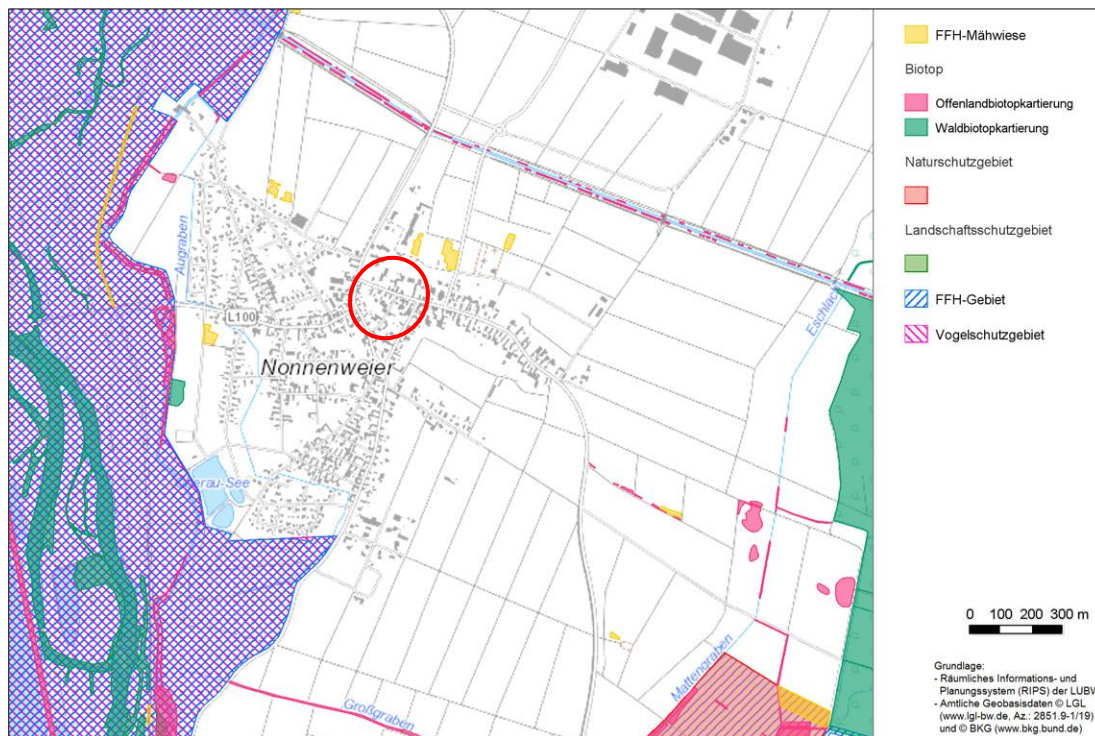 FFH-Mähwiese
Biotop
Offenlandbiotopkartierung
Waldbiotopkartierung
Naturschutzgebiet
Landschaftsschutzgebiet
FFH-Gebiet
Vogelschutzgebiet
Augraben
L100
Nonnenweier
Eschlach
-See
Mattengraben
Großgraben
0 100 200 300 m
Grundlage:
- Räumliches Informations- und
Planungssystem (RIPS) der LUBW
- Amtliche Geobasisdaten © LGL
(www.lgl-bw.de, Az.: 2851.9-1/19)
und © BKG (www.bkg.bund.de)